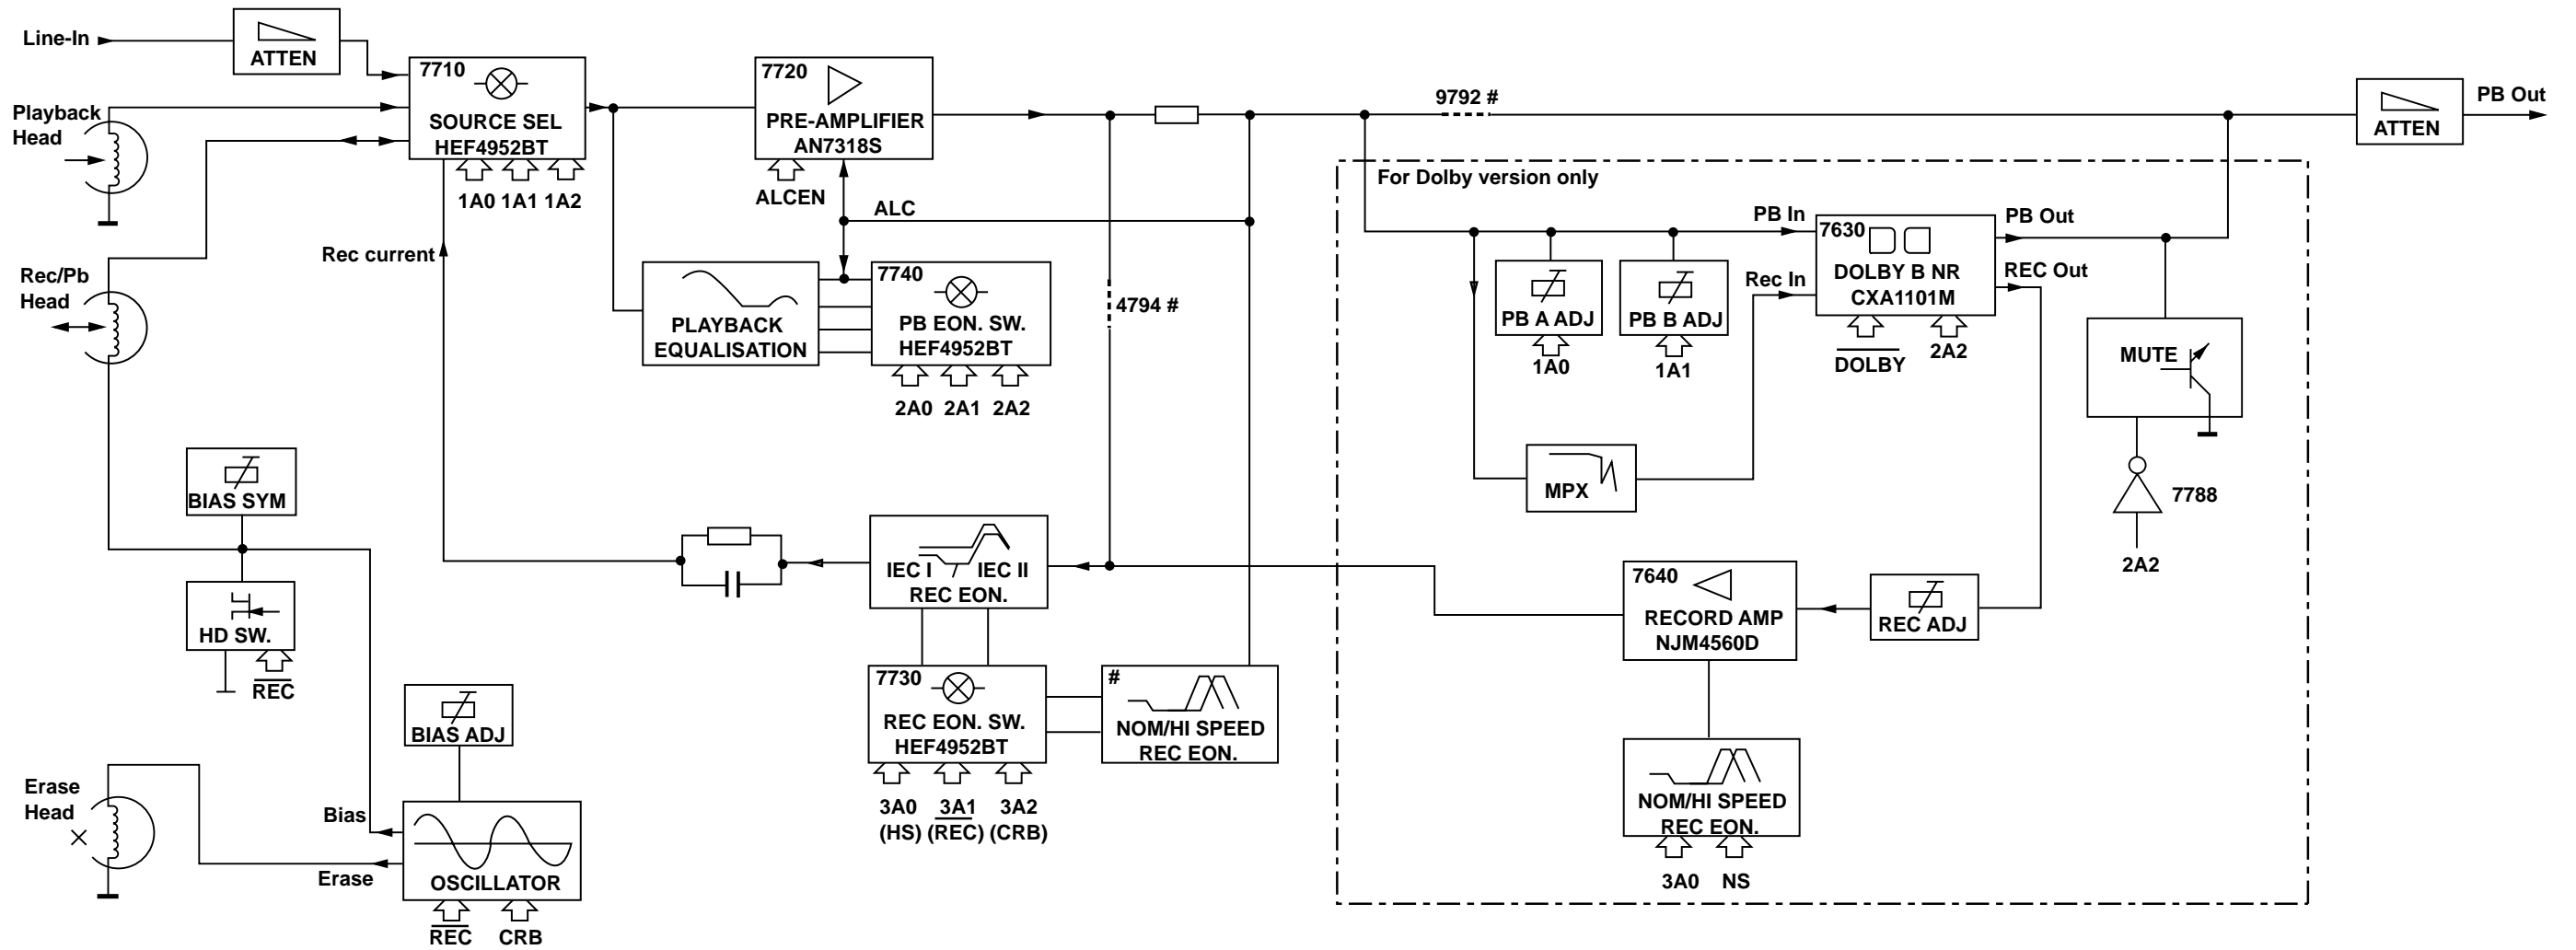 Line-In
ATTEN
Playback
Head
7710
SOURCE SEL
HEF4952BT
1A0 1A1 1A2
7720
PRE-AMPLIFIER
AN7318S
ALCEN
ALC
9792 #
ATTEN
PB Out
For Dolby version only
Rec/Pb
Head
Rec current
PLAYBACK
EQUALISATION
7740
PB EON. SW.
HEF4952BT
2A0 2A1 2A2
4794 #
PB In
Rec In
PB A ADJ
1A0
PB B ADJ
1A1
7630
DOLBY B NR
CXA1101M
DOLBY
2A2
PB Out
REC Out
MUTE
7788
2A2
MPX
BIAS SYM
HD SW.
REC
IEC I / IEC II
REC EON.
7730
REC EON. SW.
HEF4952BT
3A0 3A1 3A2
(HS) (REC) (CRB)
#
NOM/HI SPEED
REC EON.
7640
RECORD AMP
NJM4560D
REC ADJ
NOM/HI SPEED
REC EON.
3A0 NS
BIAS ADJ
Erase
Head
Bias
Erase
OSCILLATOR
REC CRB